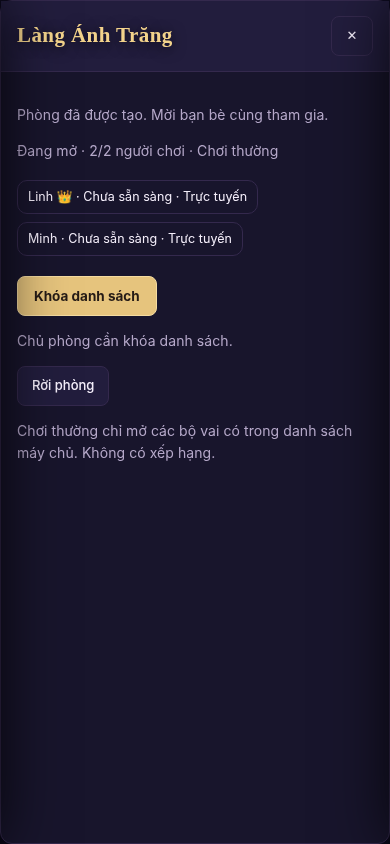 Làng Ánh Trăng
×
Phòng đã được tạo. Mời bạn bè cùng tham gia.
Đang mở · 2/2 người chơi · Chơi thường
Linh 👑 · Chưa sẵn sàng · Trực tuyến
Minh · Chưa sẵn sàng · Trực tuyến
Khóa danh sách
Chủ phòng cần khóa danh sách.
Rời phòng
Chơi thường chỉ mở các bộ vai có trong danh sách
máy chủ. Không có xếp hạng.